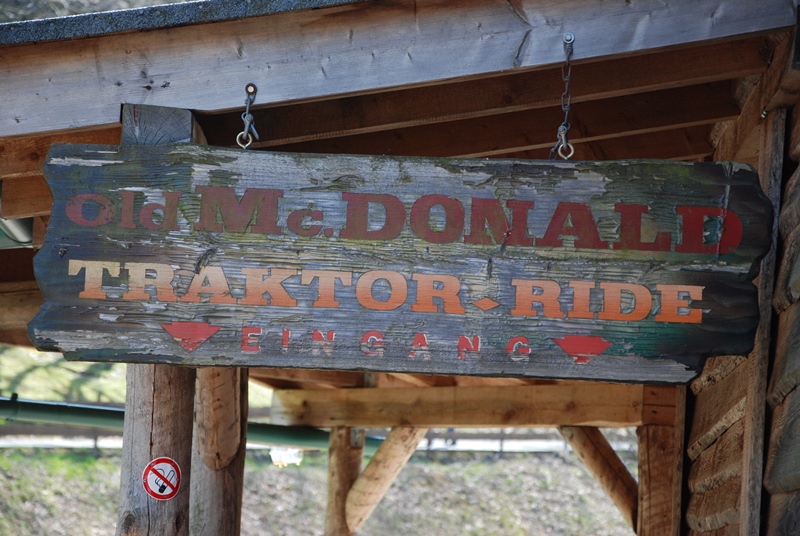 Old Mc. DONALD
TRAKTOR RIDE
EINGANG